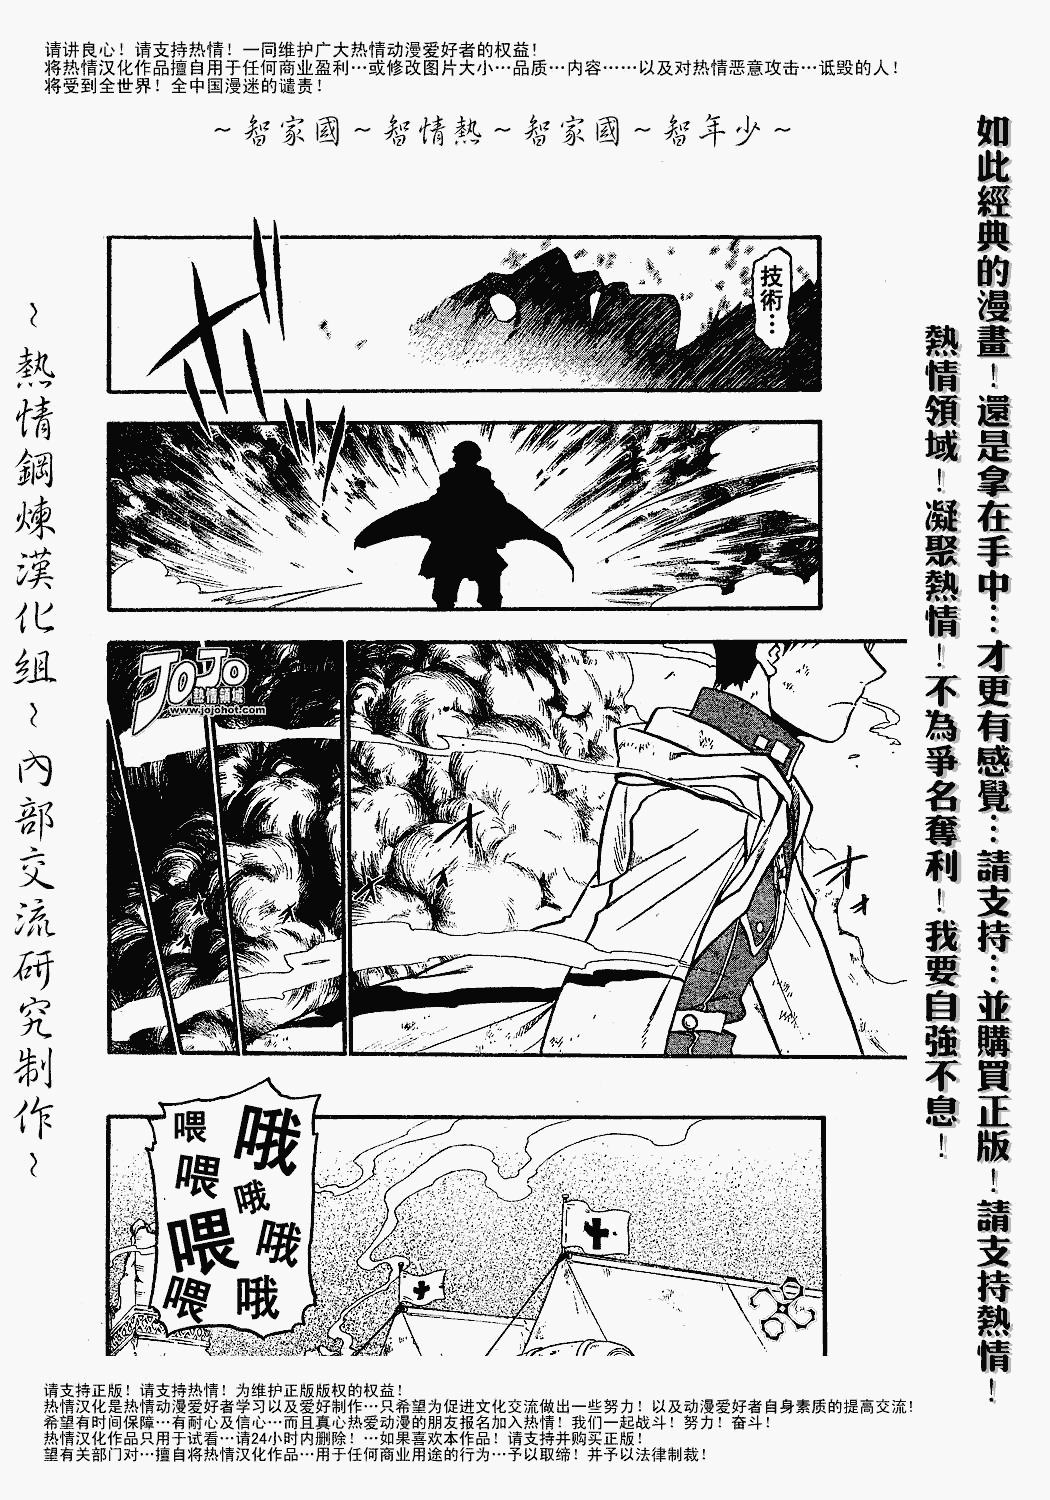 请讲良心！请支持热情！一同维护广大热情动漫爱好者的权益！
将热情汉化作品擅自用于任何商业盈利…或修改图片大小…品质…内容……以及对热情恶意攻击…诋毁的人！
将受到全世界！全中国漫迷的谴责！
～智家國～智情熱～智家國～智年少～
如此經典的漫畫！還是拿在手中…才更有感覺…請支持…並購買正版！請支持熱情！
熱情領域！凝聚熱情！不為爭名奪利！我要自強不息！
～熱情鋼煉漢化組～內部交流研究制作～
技術…
JoJo
熱情領域
www.jojohot.com
哦
哦
哦
哦
喂
喂
喂
喂
请支持正版！请支持热情！为维护正版版权的权益！
热情汉化是热情动漫爱好者学习以及爱好制作…只希望为促进文化交流做出一些努力！以及动漫爱好者自身素质的提高交流！
希望有时间保障…有耐心及信心…而且真心热爱动漫的朋友报名加入热情！我们一起战斗！努力！奋斗！
热情汉化作品只用于试看…请24小时内删除！…如果喜欢本作品！请支持并购买正版！
望有关部门对…擅自将热情汉化作品…用于任何商业用途的行为…予以取缔！并予以法律制裁！